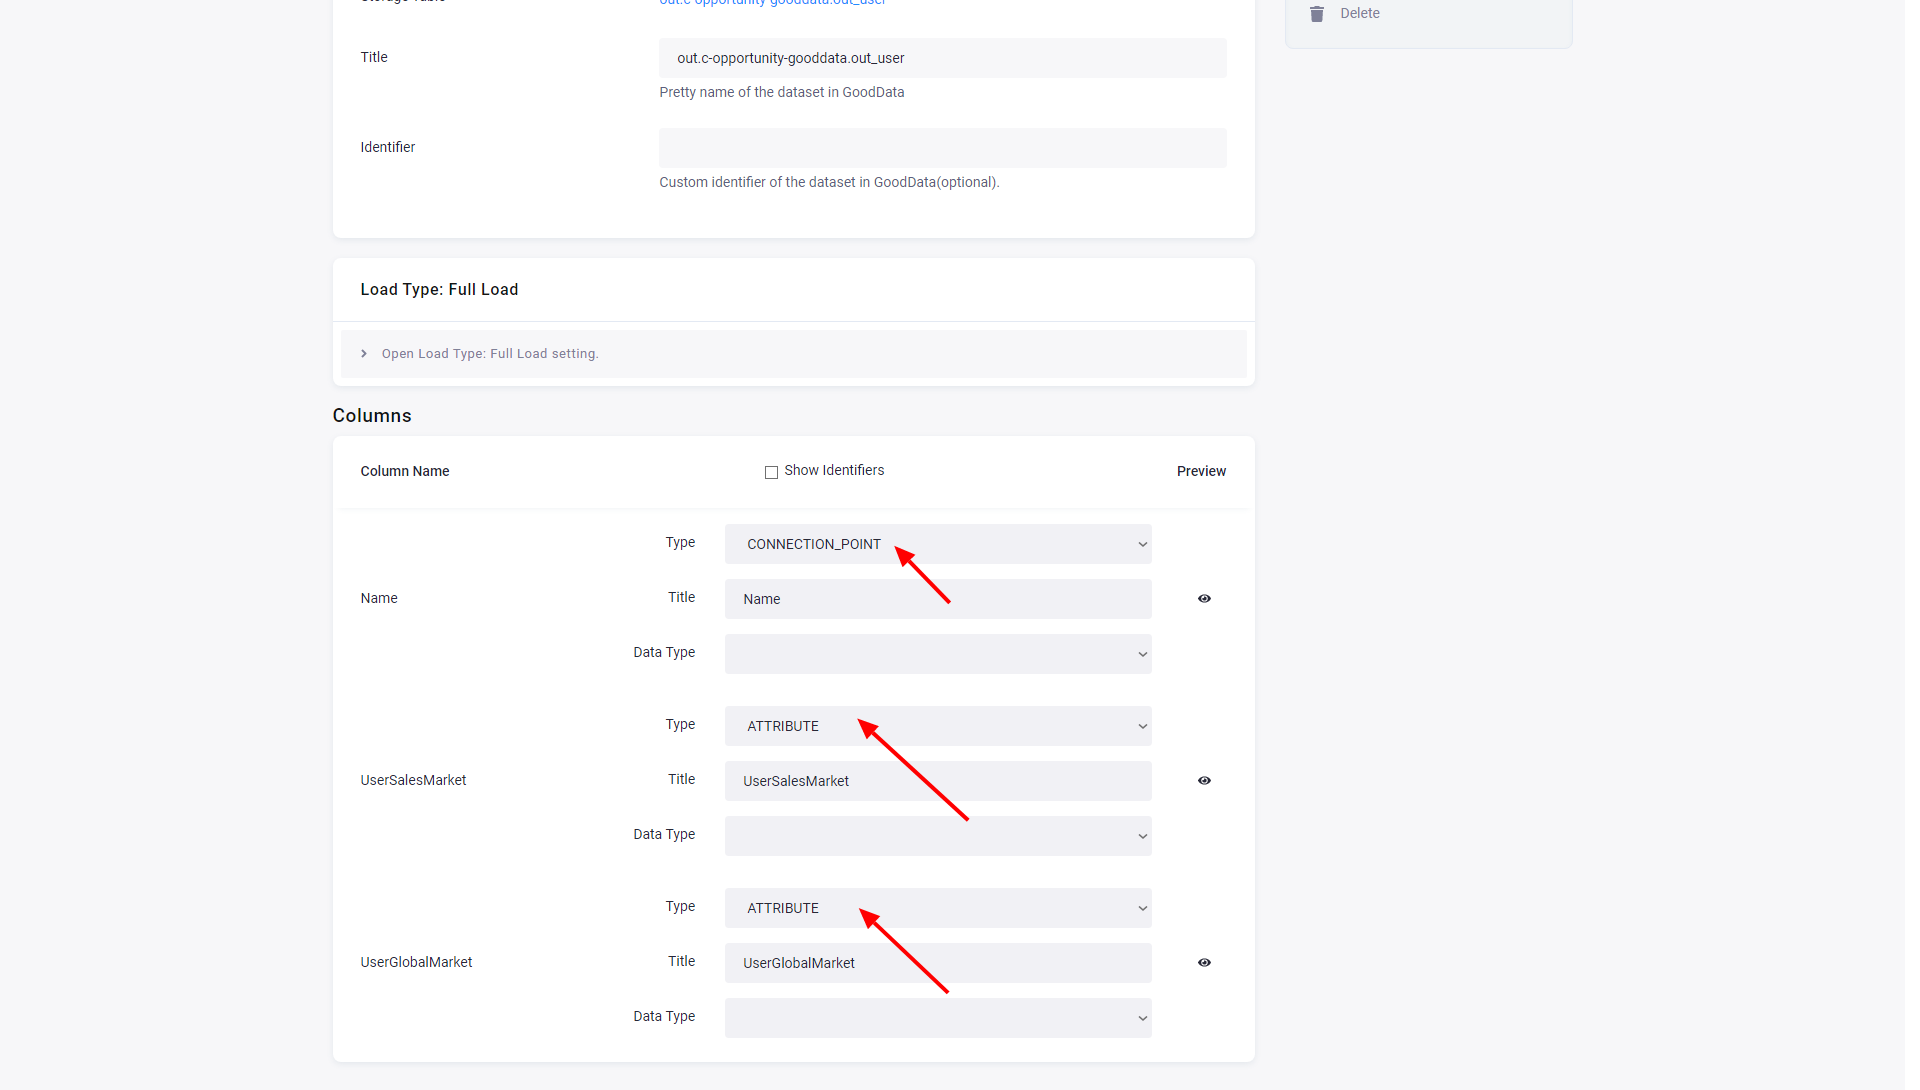 Storage Table
out.c-opportunity-gooddata.out_user
Delete
Title
out.c-opportunity-gooddata.out_user
Pretty name of the dataset in GoodData
Identifier
Custom identifier of the dataset in GoodData(optional).
Load Type: Full Load
Open Load Type: Full Load setting.
Columns
Column Name
Show Identifiers
Preview
Type
CONNECTION_POINT
Name
Title
Name
Data Type
Type
ATTRIBUTE
UserSalesMarket
Title
UserSalesMarket
Data Type
Type
ATTRIBUTE
UserGlobalMarket
Title
UserGlobalMarket
Data Type